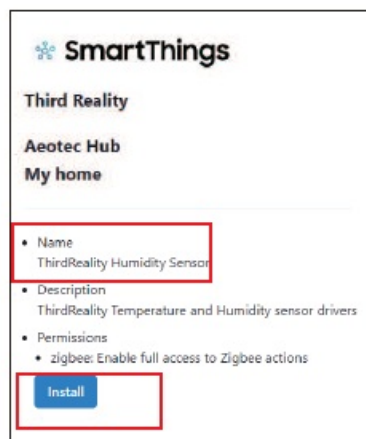 SmartThings
Third Reality
Aeotec Hub
My home
Name
ThirdReality Humidity Sensor
Description
ThirdReality Temperature and Humidity sensor drivers
Permissions
zigbee: Enable full access to Zigbee actions
Install